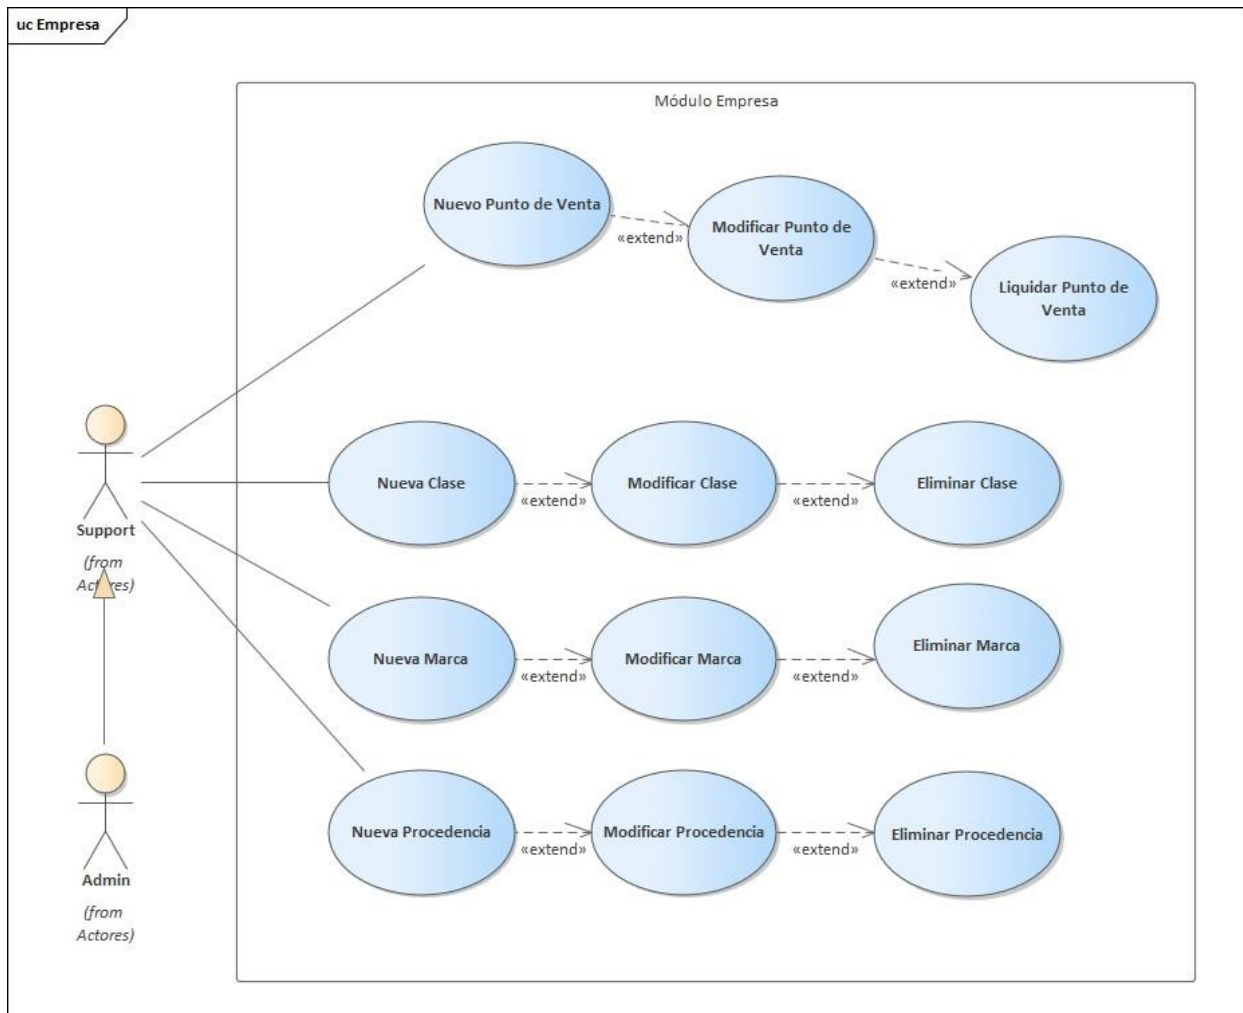 uc Empresa
Módulo Empresa
Nuevo Punto de Venta
«extend»
Modificar Punto de
Venta
«extend»
Liquidar Punto de
Venta
Support
(from
Actores)
Nueva Clase
«extend»
Modificar Clase
«extend»
Eliminar Clase
Nueva Marca
«extend»
Modificar Marca
«extend»
Eliminar Marca
Nueva Procedencia
«extend»
Modificar Procedencia
«extend»
Eliminar Procedencia
Admin
(from
Actores)